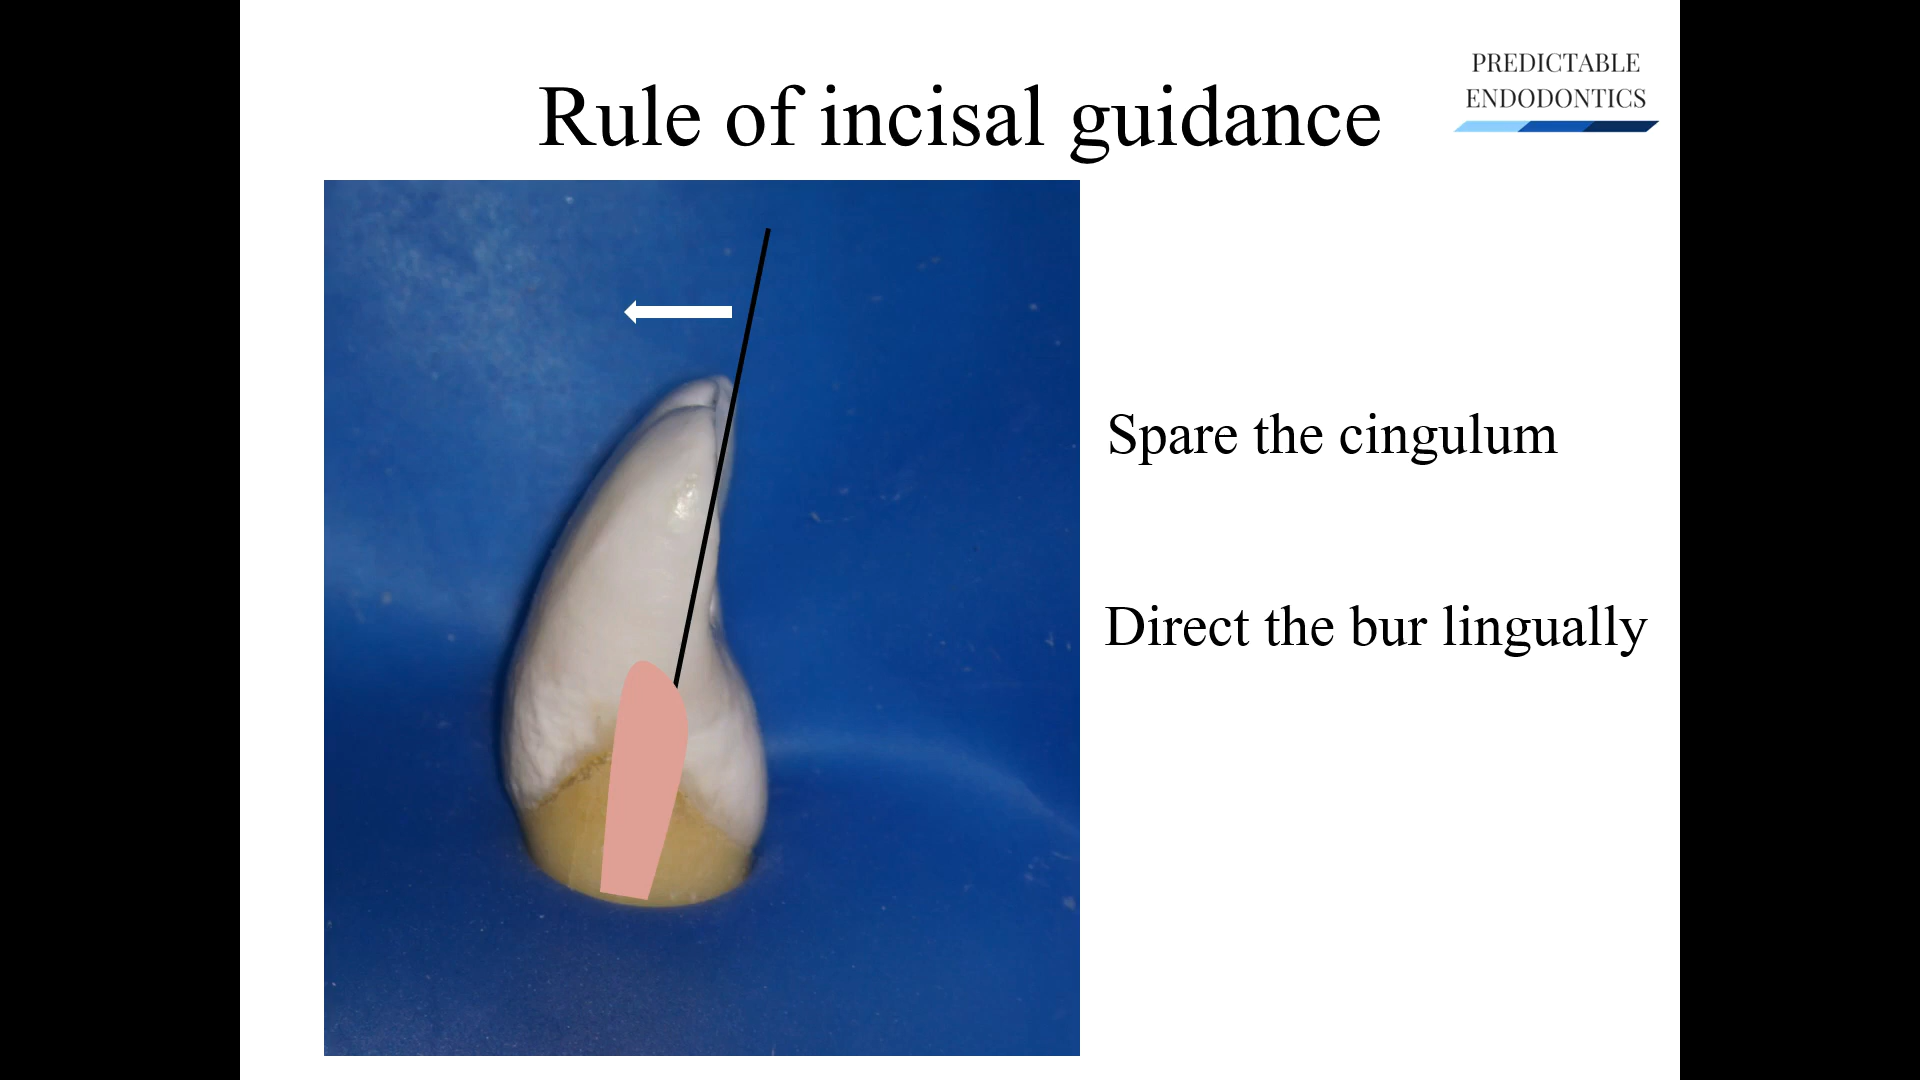 Rule of incisal guidance
PREDICTABLE
ENDODONTICS
Spare the cingulum
Direct the bur lingually